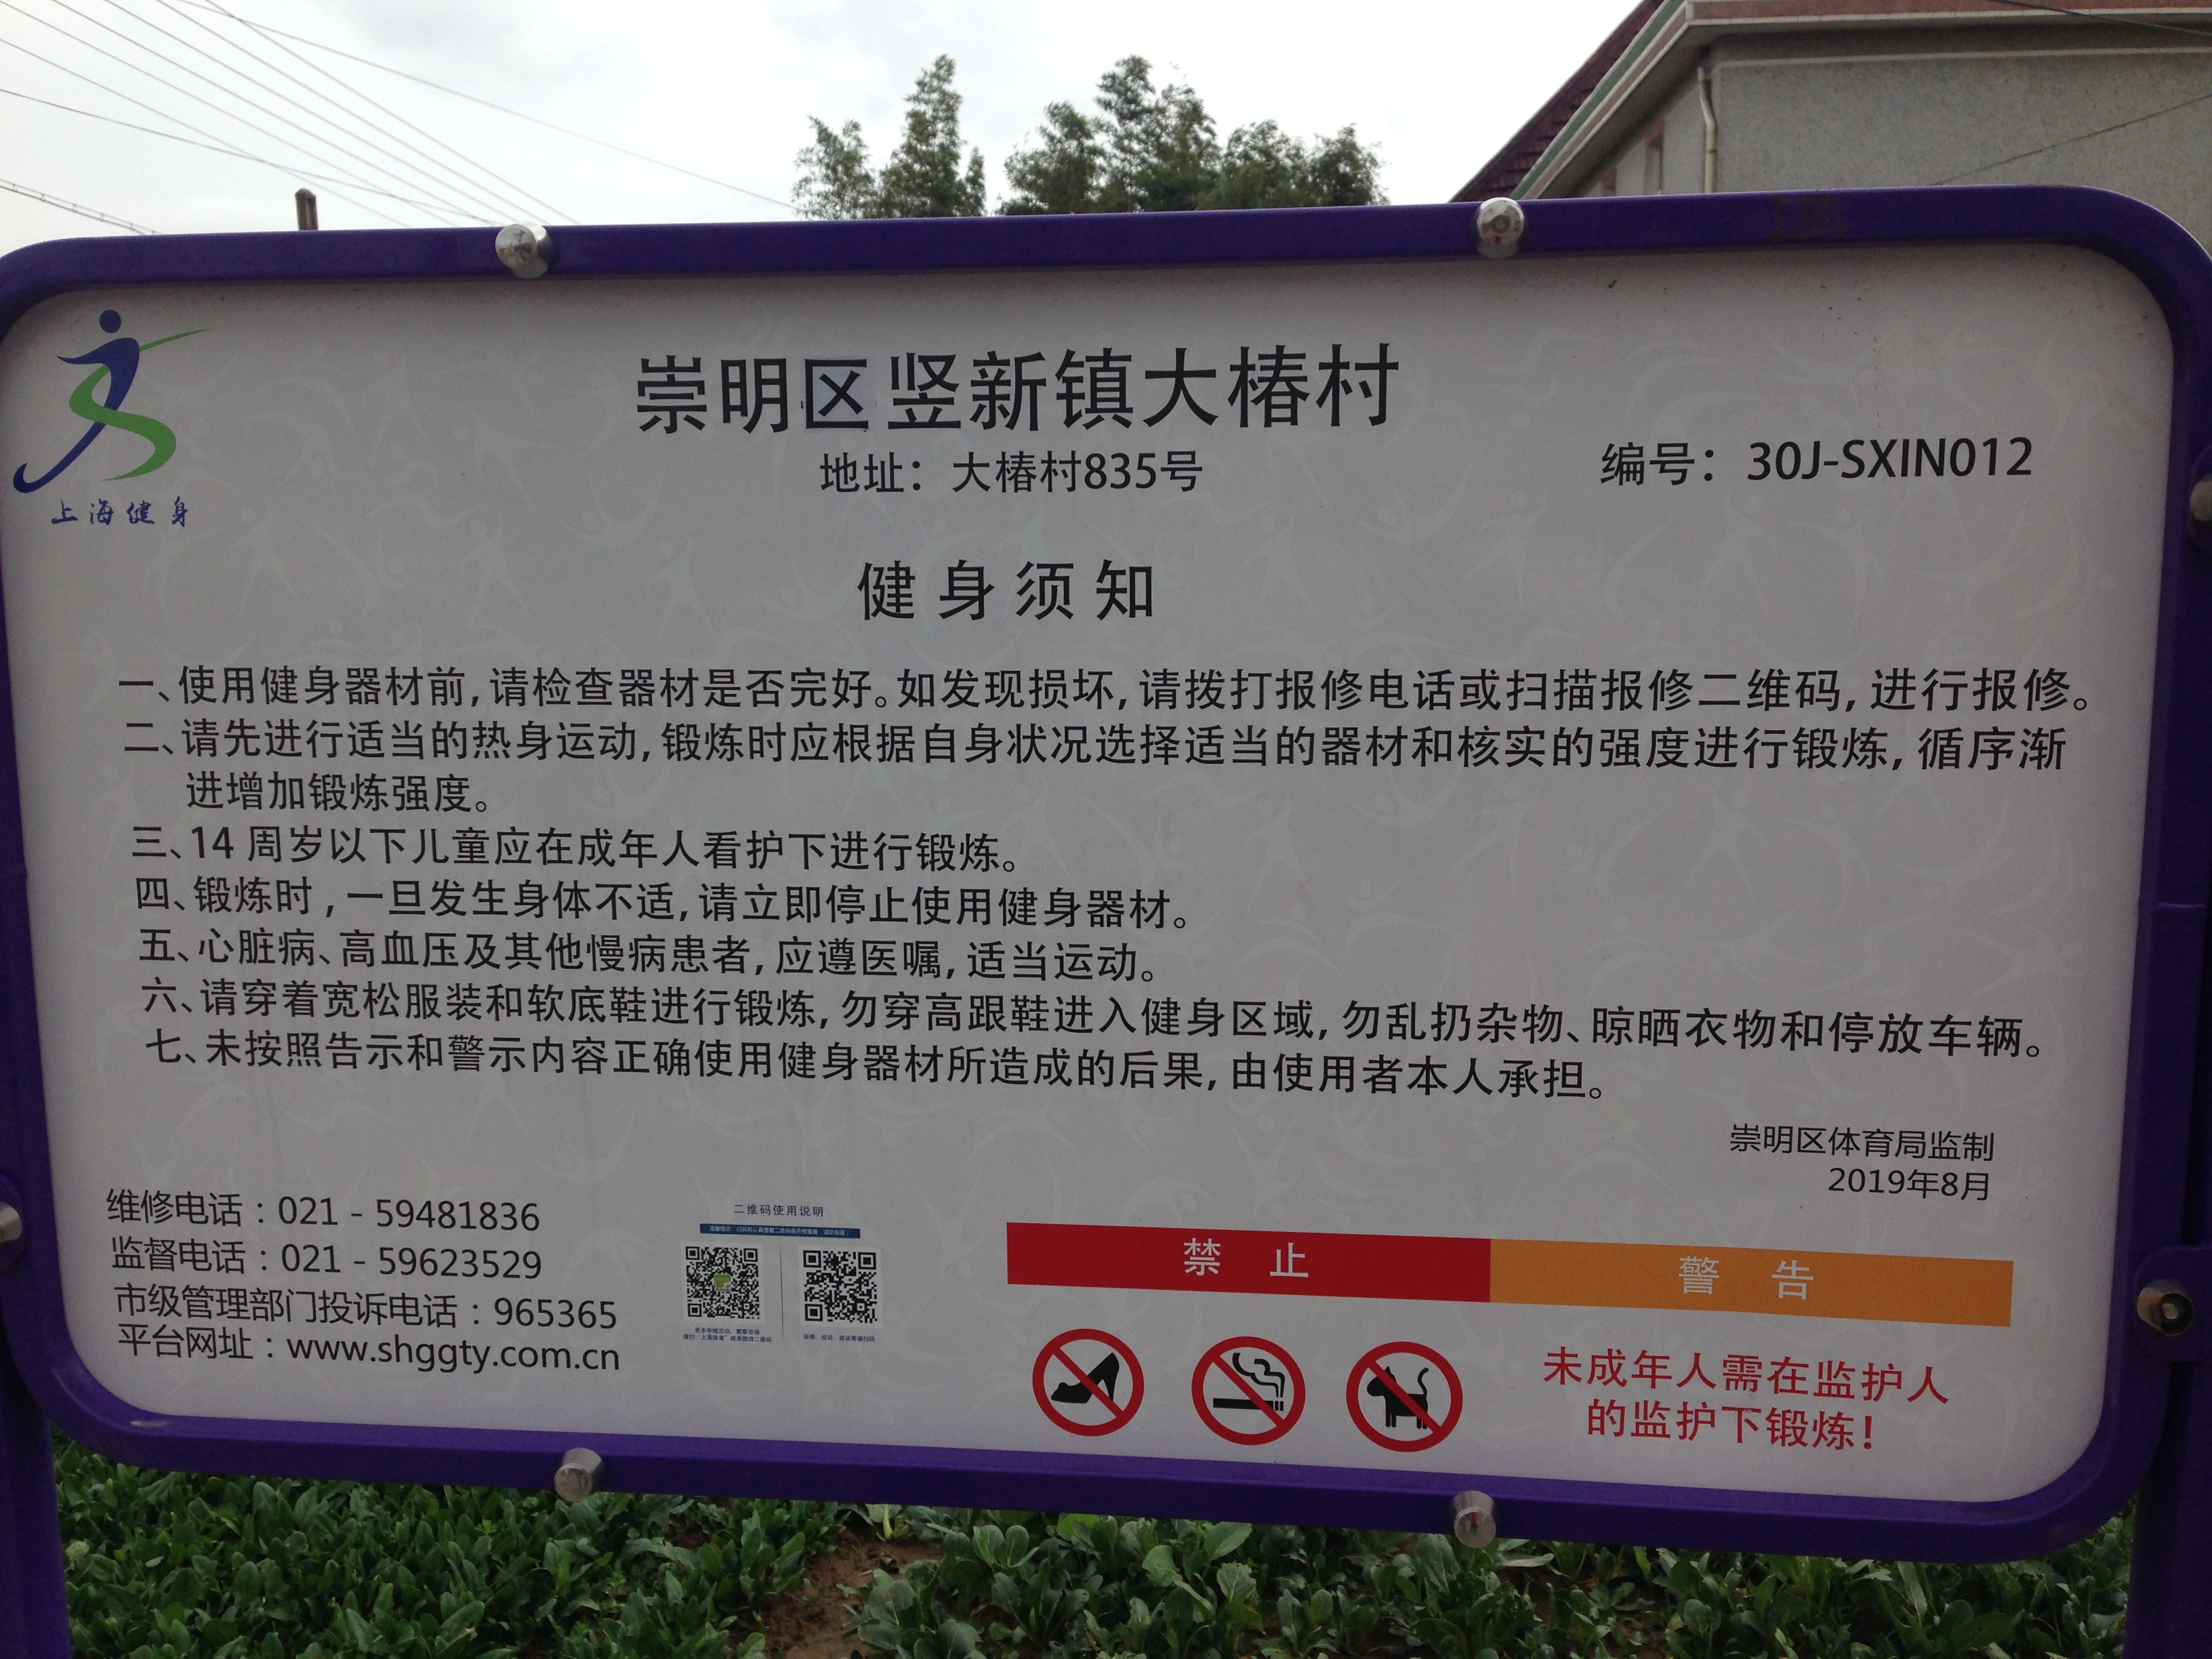 上海健身
崇明区竖新镇大椿村
地址：大椿村835号
编号：30J-SXIN012
健身须知
一、使用健身器材前，请检查器材是否完好。如发现损坏，请拨打报修电话或扫描报修二维码，进行报修。
二、请先进行适当的热身运动，锻炼时应根据自身状况选择适当的器材和核实的强度进行锻炼，循序渐
进增加锻炼强度。
三、14 周岁以下儿童应在成年人看护下进行锻炼。
四、锻炼时，一旦发生身体不适，请立即停止使用健身器材。
五、心脏病、高血压及其他慢病患者，应遵医嘱，适当运动。
六、请穿着宽松服装和软底鞋进行锻炼，勿穿高跟鞋进入健身区域，勿乱扔杂物、晾晒衣物和停放车辆。
七、未按照告示和警示内容正确使用健身器材所造成的后果，由使用者本人承担。
崇明区体育局监制
2019年8月
维修电话：021 - 59481836
监督电话：021 - 59623529
市级管理部门投诉电话：965365
平台网址：www.shggty.com.cn
二维码使用说明
禁 止
警 告
未成年人需在监护人
的监护下锻炼！